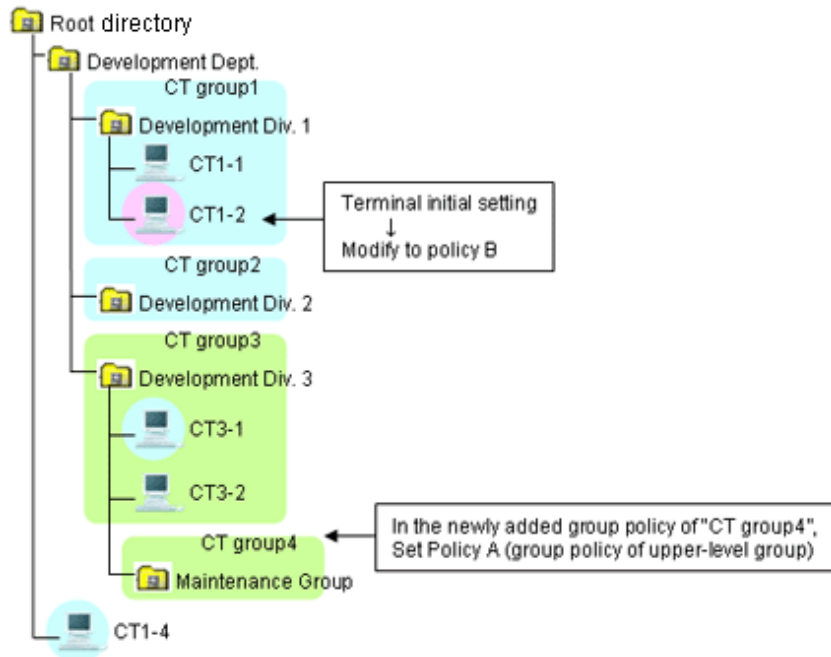 Root directory
Development Dept.
CT group1
Development Div. 1
CT1-1
CT1-2
Terminal initial setting
↓
Modify to policy B
CT group2
Development Div. 2
CT group3
Development Div. 3
CT3-1
CT3-2
In the newly added group policy of "CT group4",
Set Policy A (group policy of upper-level group)
CT group4
Maintenance Group
CT1-4